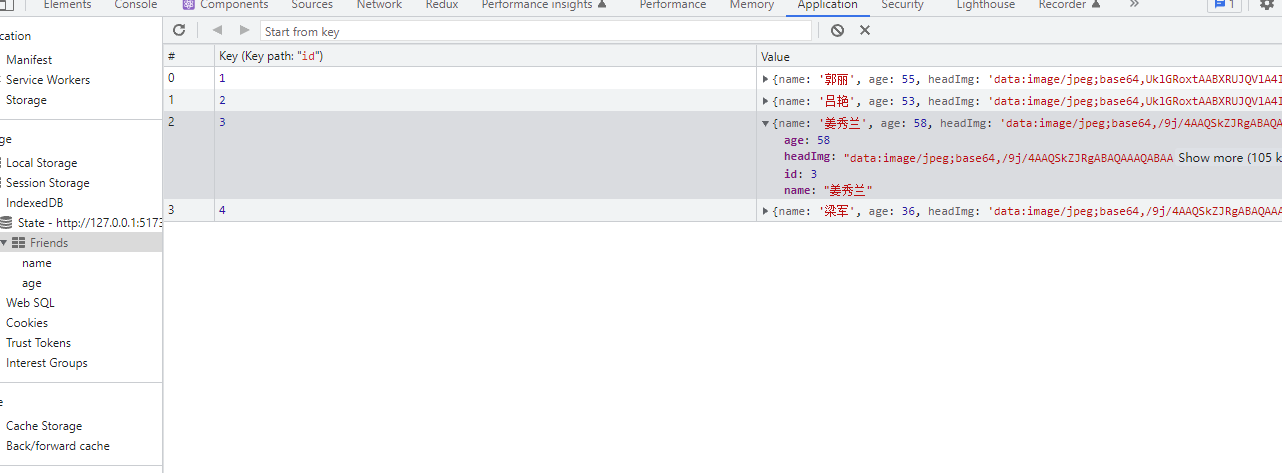 Elements Console Components Sources Network Redux Performance insights Performance Memory Application Security Lighthouse Recorder » 1
Start from key
# Key (Key path: "id") Value
0 1 {name: '郭丽', age: 55, headImg: 'data:image/jpeg;base64,UklGRoxtAABXRUJQVlA4I
1 2 {name: '吕艳', age: 53, headImg: 'data:image/jpeg;base64,UklGRoxtAABXRUJQVlA4I
2 3 {name: '姜秀兰', age: 58, headImg: 'data:image/jpeg;base64,/9j/4AAQSkZJRgABAQA
age: 58
headImg: "data:image/jpeg;base64,/9j/4AAQSkZJRgABAQAAAQABAA Show more (105 k
id: 3
name: "姜秀兰"
3 4 {name: '梁军', age: 36, headImg: 'data:image/jpeg;base64,/9j/4AAQSkZJRgABAQAAA
ication
Manifest
Service Workers
Storage
ge
Local Storage
Session Storage
IndexedDB
State - http://127.0.0.1:5173
Friends
name
age
Web SQL
Cookies
Trust Tokens
Interest Groups
e
Cache Storage
Back/forward cache